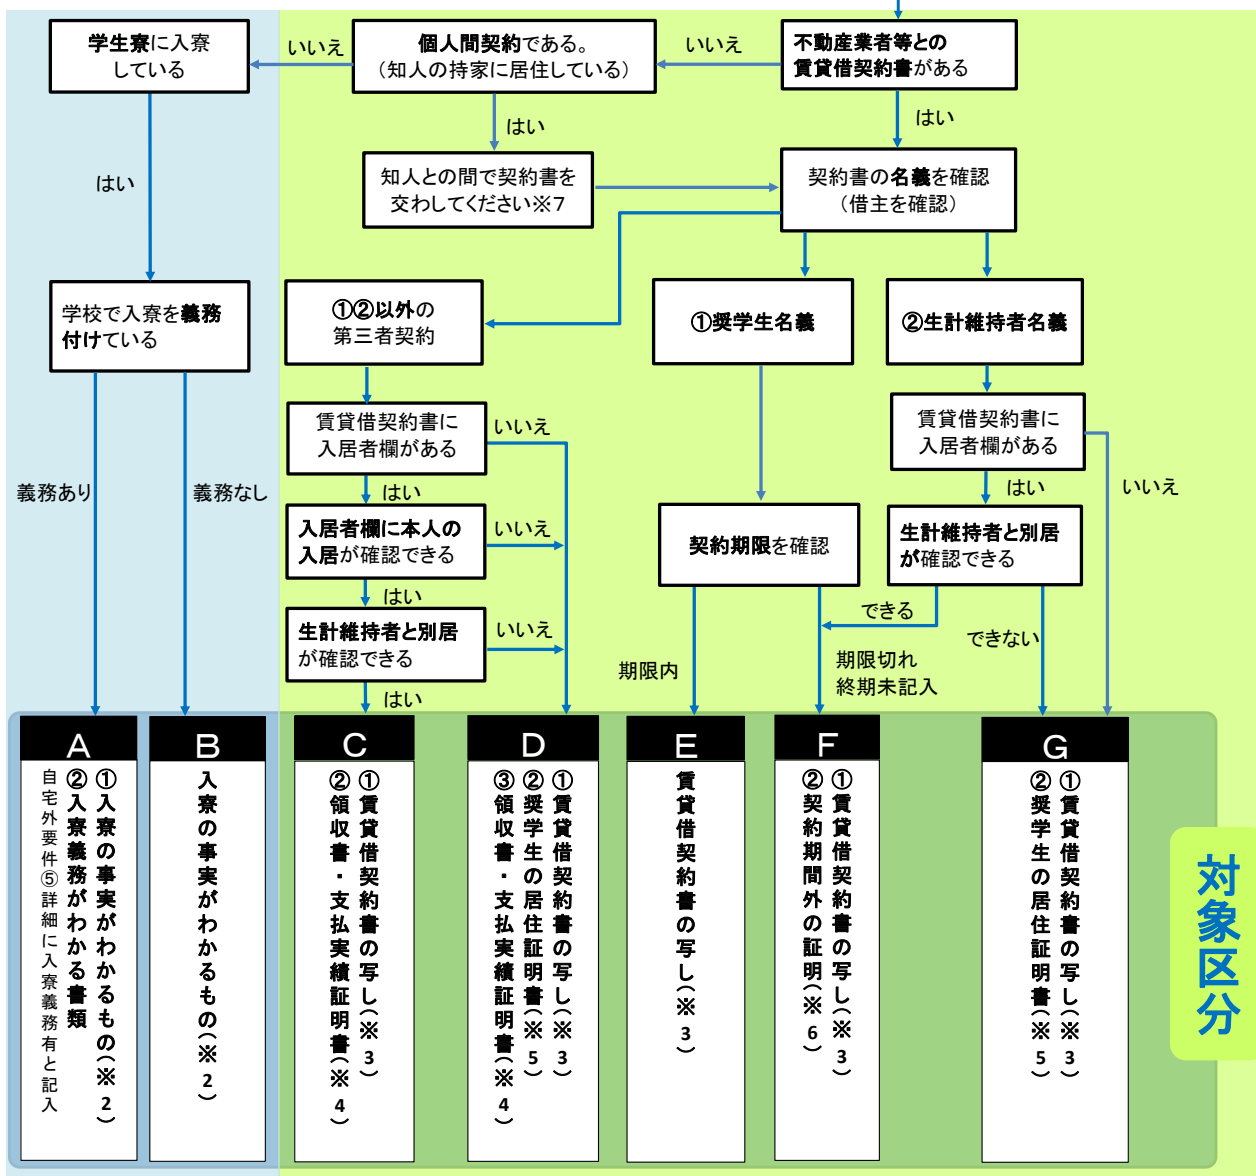 学生寮に入寮
している
いいえ
個人間契約である。
(知人の持家に居住している)
いいえ
不動産業者等との
賃貸借契約書がある
はい
はい
はい
知人との間で契約書を
交わしてください※7
契約書の名義を確認
(借主を確認)
学校で入寮を義務
付けている
①②以外の
第三者契約
①奨学生名義
②生計維持者名義
賃貸借契約書に
入居者欄がある
いいえ
賃貸借契約書に
入居者欄がある
義務あり
義務なし
はい
はい
いいえ
入居者欄に本人の
入居が確認できる
いいえ
契約期限を確認
生計維持者と別居
が確認できる
はい
できる
生計維持者と別居
が確認できる
いいえ
できない
期限内
期限切れ
終期未記入
はい
A
①入寮の事実がわかるもの(※2)
②入寮義務がわかる書類
自宅外要件⑤詳細に入寮義務有と記入
B
入寮の事実がわかるもの(※2)
C
①賃貸借契約書の写し(※3)
②領収書・支払実績証明書(※4)
D
①賃貸借契約書の写し(※3)
②奨学生の居住証明書(※5)
③領収書・支払実績証明書(※4)
E
賃貸借契約書の写し(※3)
F
①賃貸借契約書の写し(※3)
②契約期間外の証明(※6)
G
①賃貸借契約書の写し(※3)
②奨学生の居住証明書(※5)
対象区分